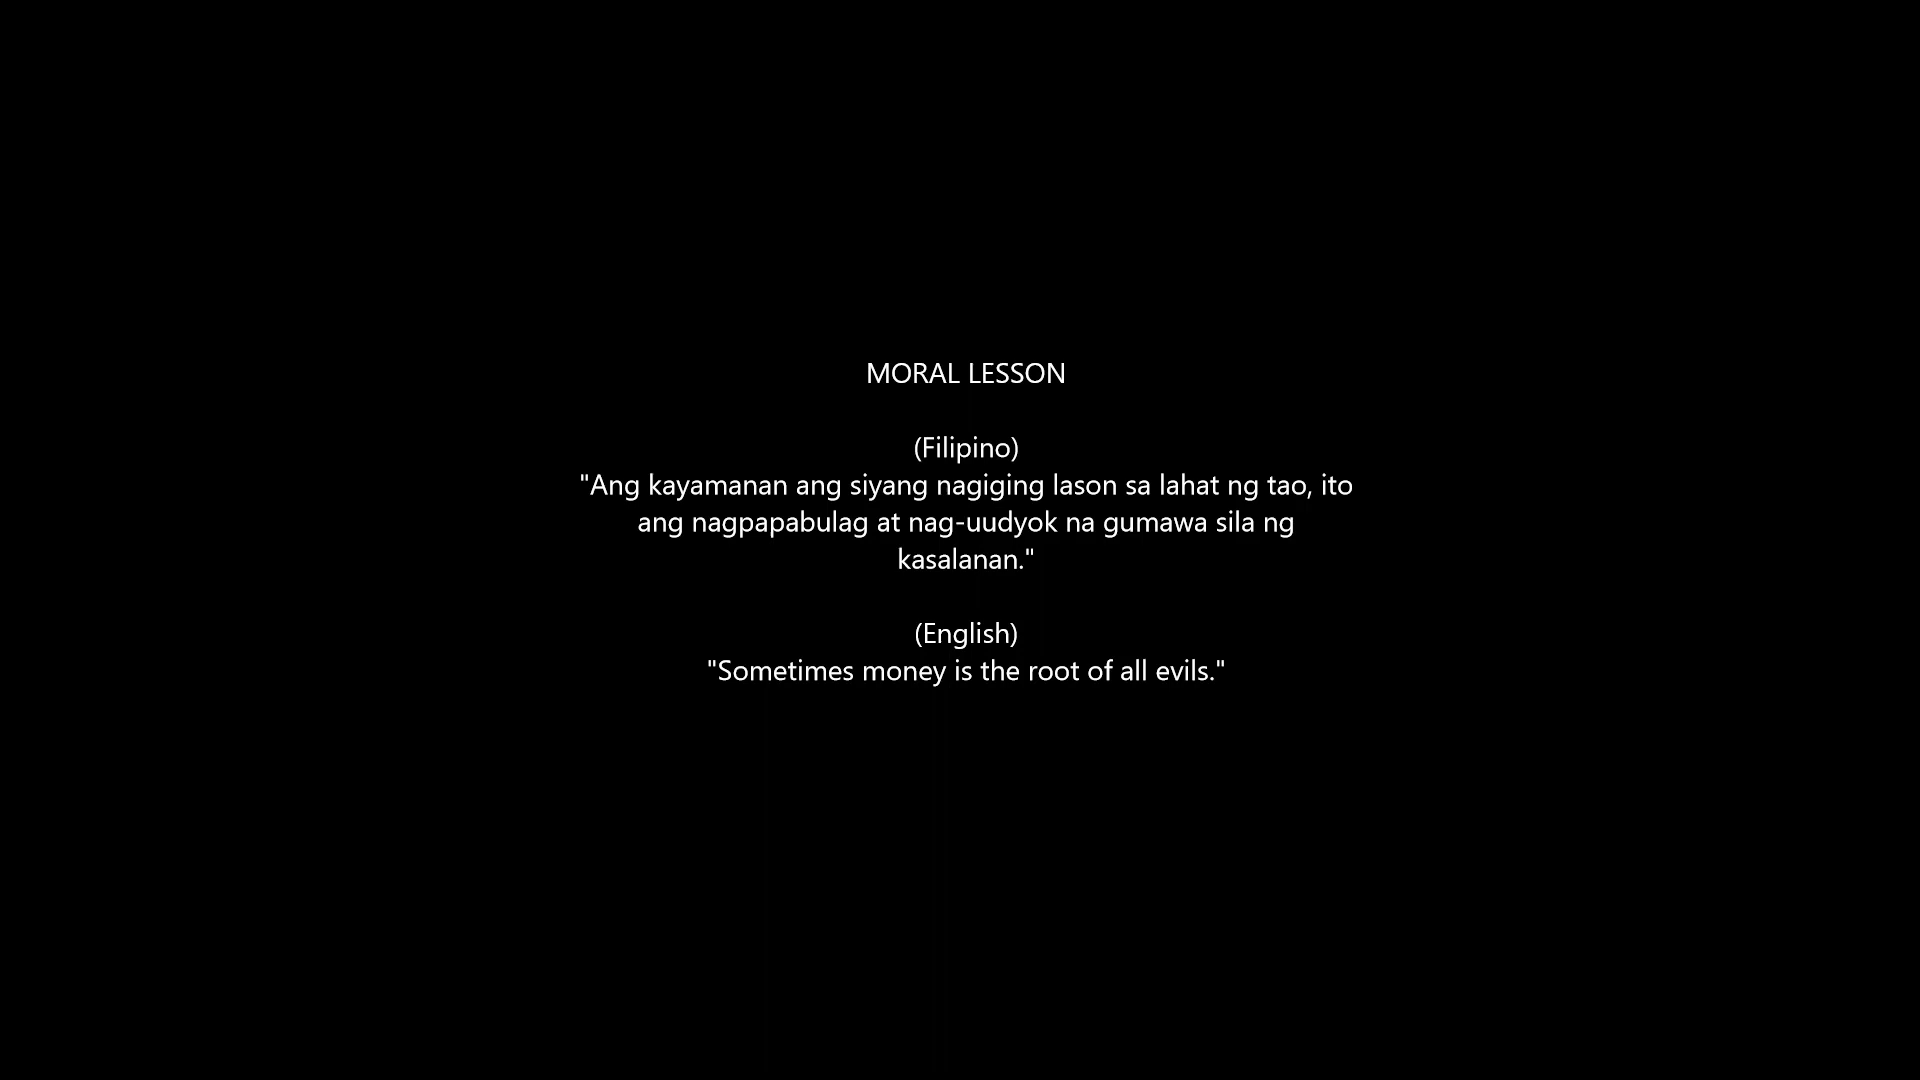 MORAL LESSON
(Filipino)
"Ang kayamanan ang siyang nagiging lason sa lahat ng tao, ito
ang nagpapabulag at nag-uudyok na gumawa sila ng
kasalanan."
(English)
"Sometimes money is the root of all evils."